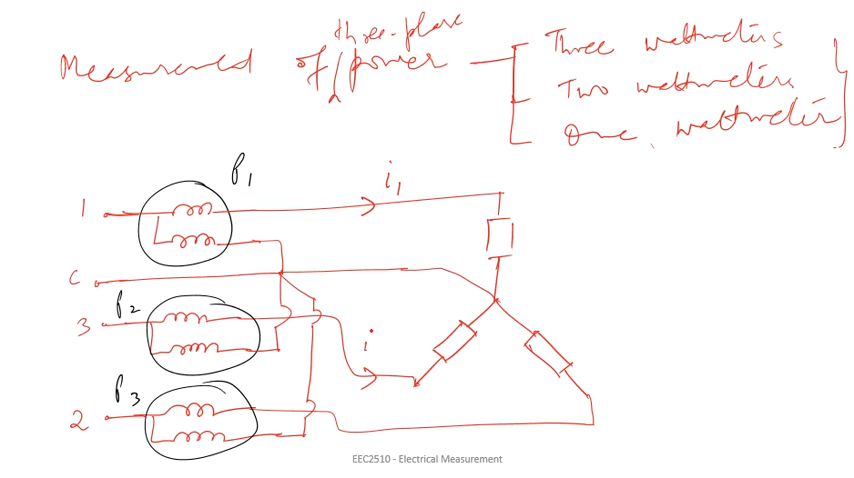 Measurement of three-phase power
Three wattmeters
Two wattmeters
One wattmeter
P1
i1
1
C
P2
3
i
P3
2
EEC2510 - Electrical Measurement